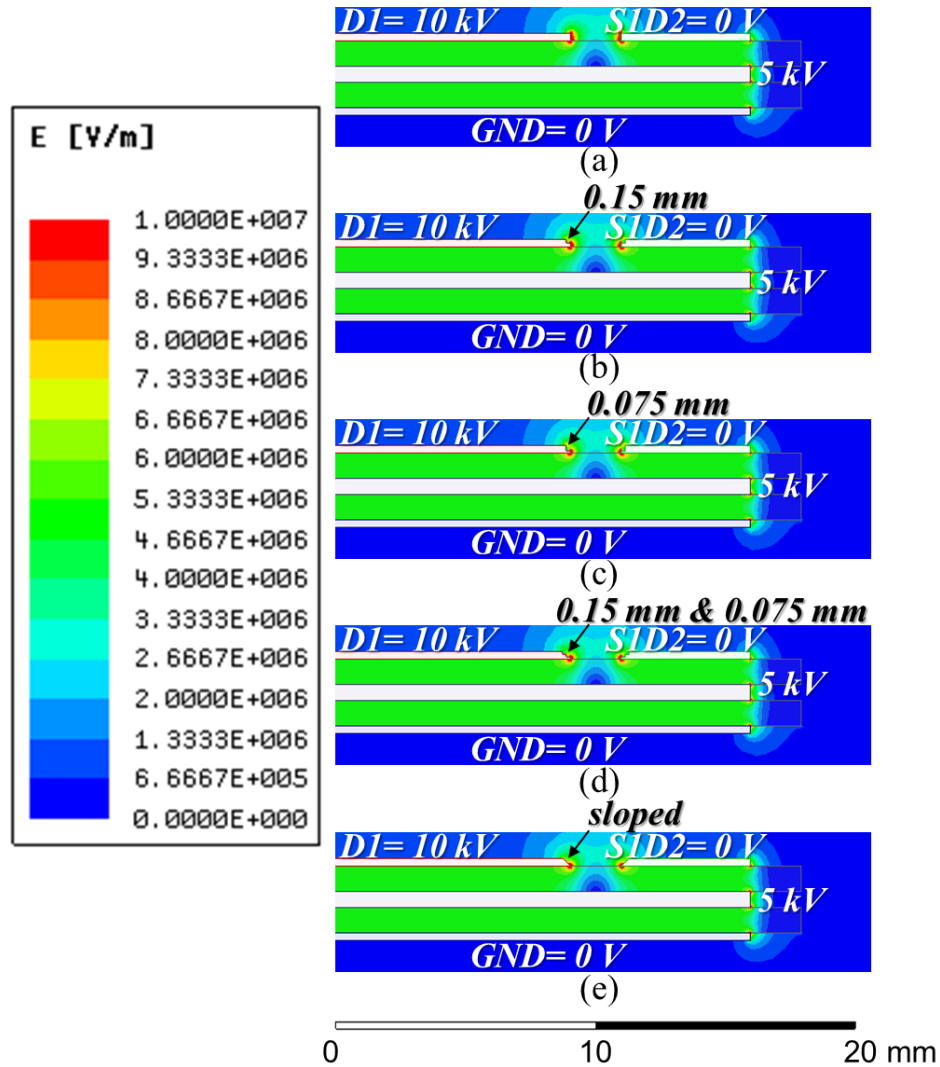 E [V/m]
1.0000E+007
9.3333E+006
8.6667E+006
8.0000E+006
7.3333E+006
6.6667E+006
6.0000E+006
5.3333E+006
4.6667E+006
4.0000E+006
3.3333E+006
2.6667E+006
2.0000E+006
1.3333E+006
6.6667E+005
0.0000E+000
D1= 10 kV S1D2= 0 V
5 kV
GND= 0 V
(a)
0.15 mm
D1= 10 kV S1D2= 0 V
5 kV
GND= 0 V
(b)
0.075 mm
D1= 10 kV S1D2= 0 V
5 kV
GND= 0 V
(c)
0.15 mm & 0.075 mm
D1= 10 kV S1D2= 0 V
5 kV
GND= 0 V
(d)
sloped
D1= 10 kV S1D2= 0 V
5 kV
GND= 0 V
(e)
0 10 20 mm